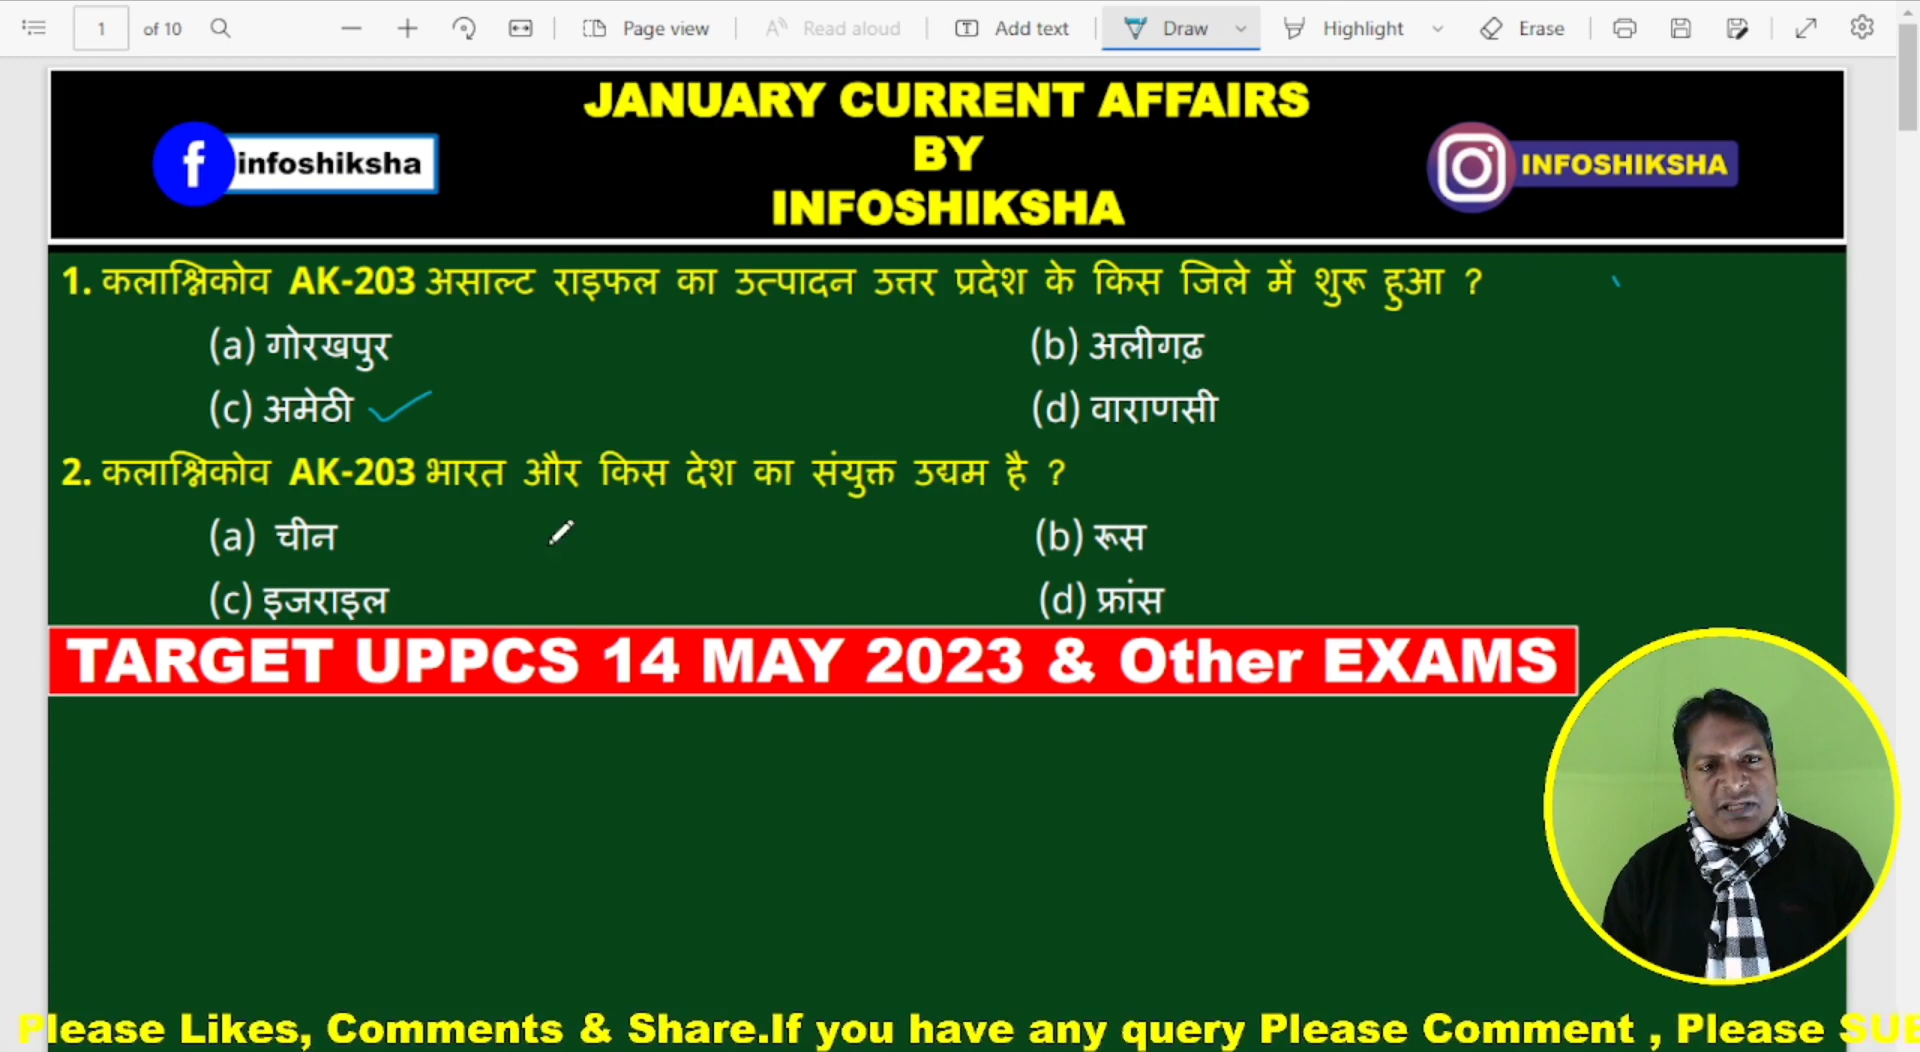 1 of 10 Page view Read aloud Add text Draw Highlight Erase
JANUARY CURRENT AFFAIRS
BY
INFOSHIKSHA
infoshiksha
INFOSHIKSHA
1. कलाश्निकोव AK-203 असाल्ट राइफल का उत्पादन उत्तर प्रदेश के किस जिले में शुरू हुआ ?
(a) गोरखपुर (b) अलीगढ़
(c) अमेठी (d) वाराणसी
2. कलाश्निकोव AK-203 भारत और किस देश का संयुक्त उद्यम है ?
(a) चीन (b) रूस
(c) इजराइल (d) फ्रांस
TARGET UPPCS 14 MAY 2023 & Other EXAMS
Please Likes, Comments & Share.If you have any query Please Comment , Please SUB